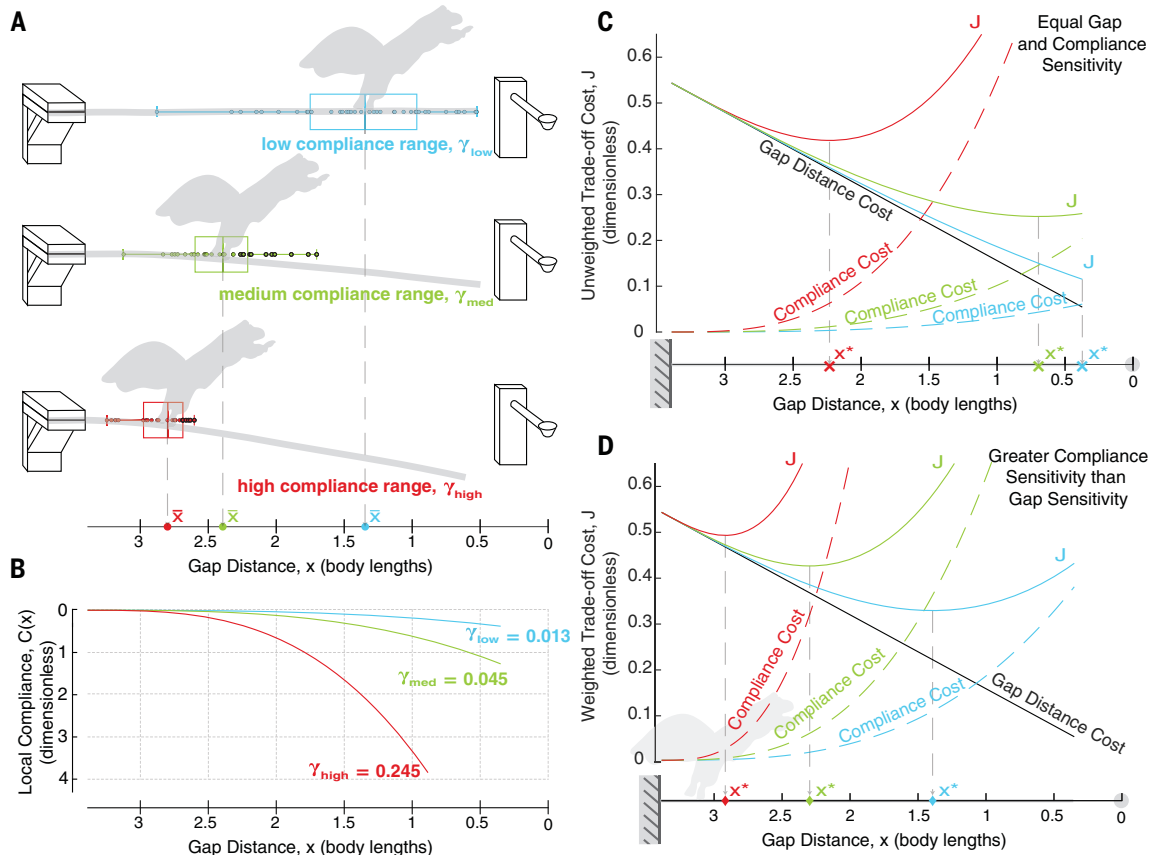 A
low compliance range, γlow
medium compliance range, γmed
high compliance range, γhigh
x̄ x̄ x̄
3 2.5 2 1.5 1 0.5 0
Gap Distance, x (body lengths)
B
Local Compliance, C(x)
(dimensionless)
0
1
2
3
4
γlow = 0.013
γmed = 0.045
γhigh = 0.245
3 2.5 2 1.5 1 0.5 0
Gap Distance, x (body lengths)
C
Equal Gap
and Compliance
Sensitivity
Unweighted Trade-off Cost, J
(dimensionless)
0.6
0.5
0.4
0.3
0.2
0.1
0
J
J
J
Gap Distance Cost
Compliance Cost
Compliance Cost
Compliance Cost
x* x* x*
3 2.5 2 1.5 1 0.5 0
Gap Distance, x (body lengths)
D
Greater Compliance
Sensitivity than
Gap Sensitivity
Weighted Trade-off Cost, J
(dimensionless)
0.6
0.5
0.4
0.3
0.2
0.1
0
J
J
J
Compliance Cost
Compliance Cost
Compliance Cost
Gap Distance Cost
x* x* x*
3 2.5 2 1.5 1 0.5 0
Gap Distance, x (body lengths)